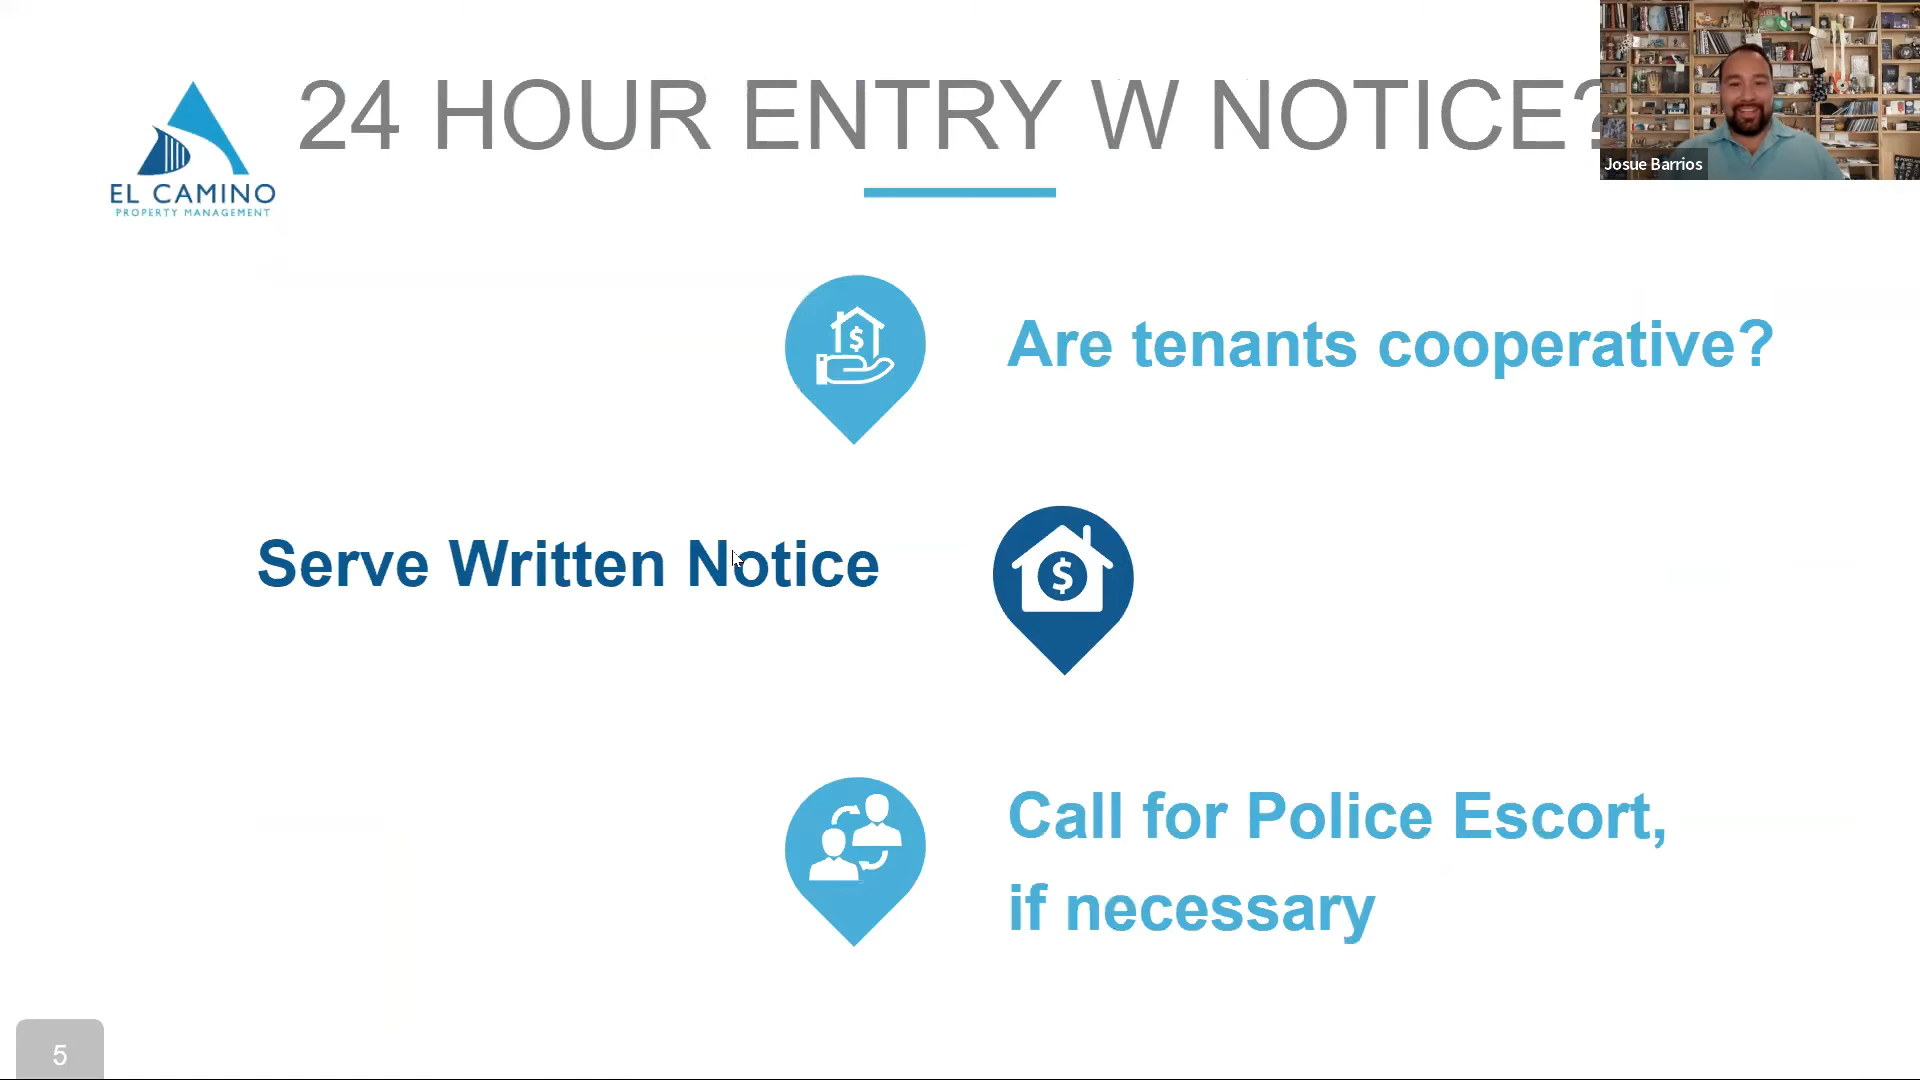 24 HOUR ENTRY W NOTICE?
Josue Barrios
EL CAMINO
PROPERTY MANAGEMENT
$
Are tenants cooperative?
Serve Written Notice
$
Call for Police Escort,
if necessary
5